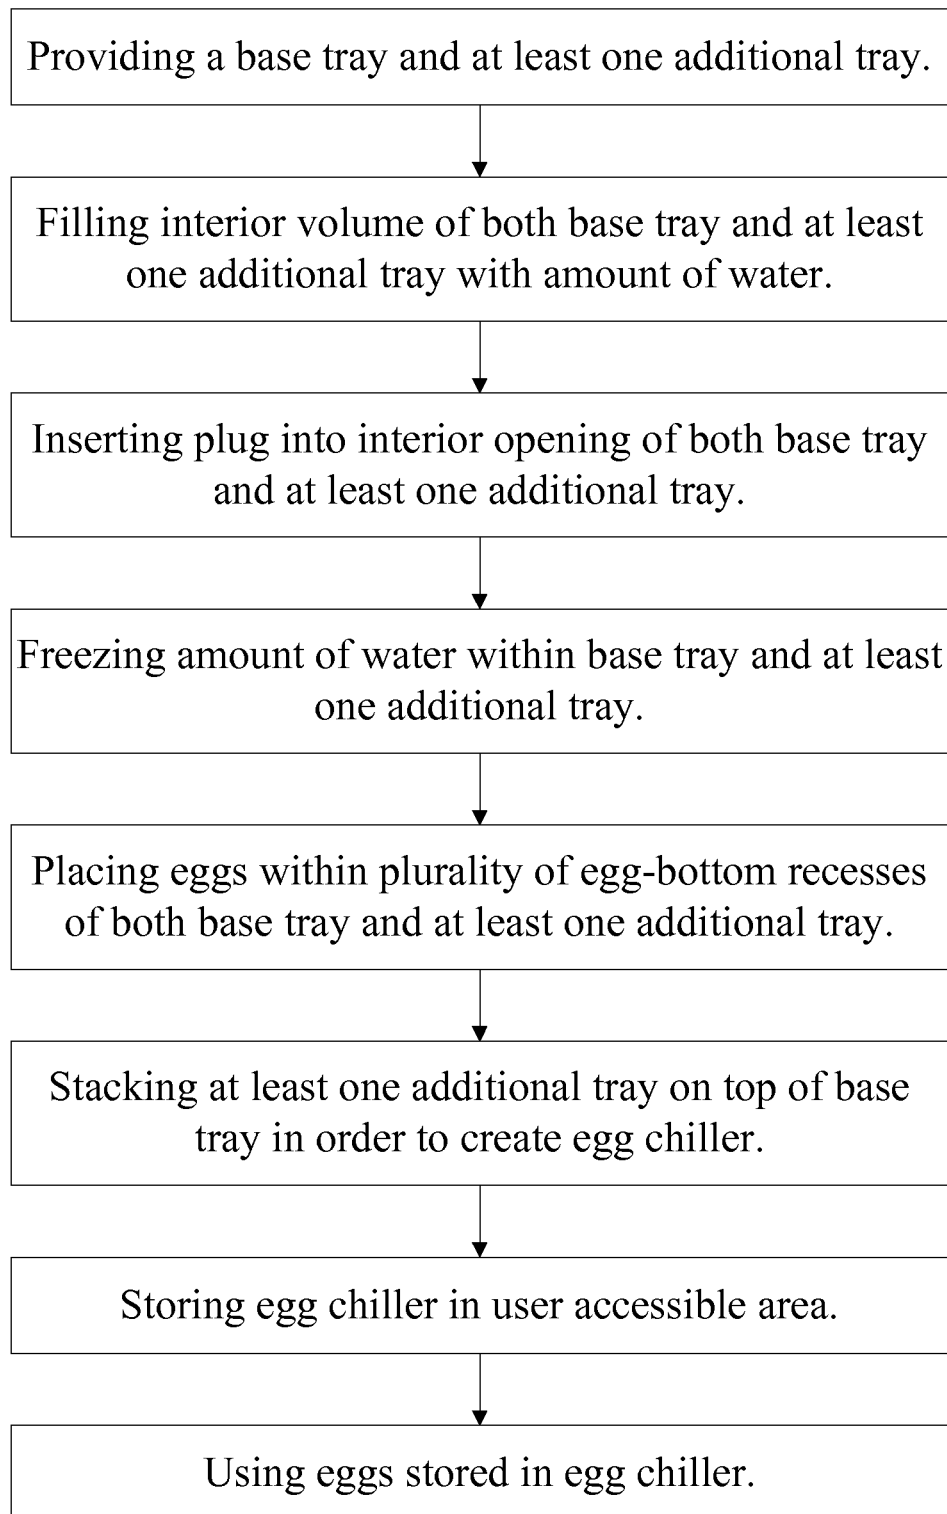 Providing a base tray and at least one additional tray.
Filling interior volume of both base tray and at least
one additional tray with amount of water.
Inserting plug into interior opening of both base tray
and at least one additional tray.
Freezing amount of water within base tray and at least
one additional tray.
Placing eggs within plurality of egg-bottom recesses
of both base tray and at least one additional tray.
Stacking at least one additional tray on top of base
tray in order to create egg chiller.
Storing egg chiller in user accessible area.
Using eggs stored in egg chiller.